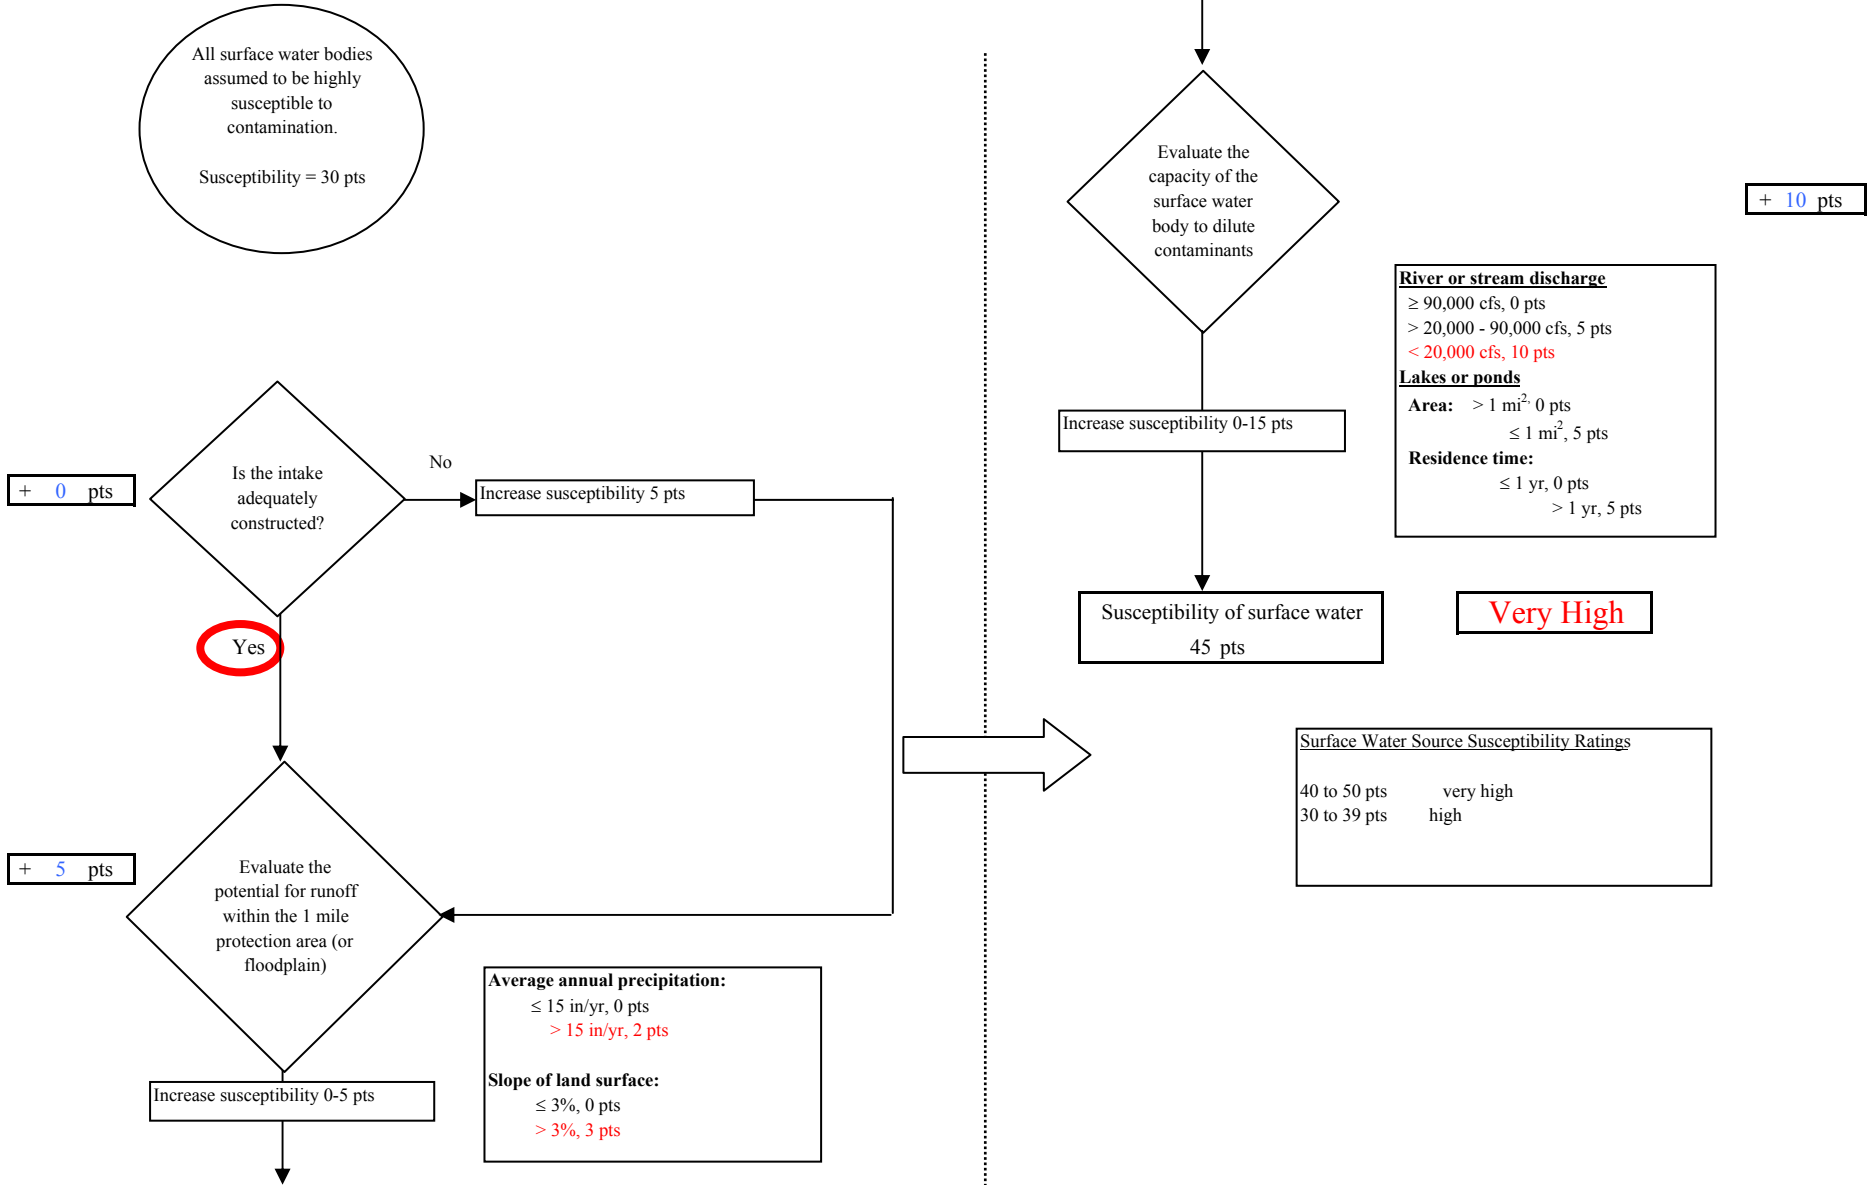 All surface water bodies
assumed to be highly
susceptible to
contamination.
Susceptibility = 30 pts
+ 0 pts
Is the intake
adequately
constructed?
No
Increase susceptibility 5 pts
Yes
+ 5 pts
Evaluate the
potential for runoff
within the 1 mile
protection area (or
floodplain)
Average annual precipitation:
≤ 15 in/yr, 0 pts
> 15 in/yr, 2 pts
Slope of land surface:
≤ 3%, 0 pts
> 3%, 3 pts
Increase susceptibility 0-5 pts
Evaluate the
capacity of the
surface water
body to dilute
contaminants
+ 10 pts
River or stream discharge
≥ 90,000 cfs, 0 pts
> 20,000 - 90,000 cfs, 5 pts
< 20,000 cfs, 10 pts
Lakes or ponds
Area: > 1 mi², 0 pts
≤ 1 mi², 5 pts
Residence time:
≤ 1 yr, 0 pts
> 1 yr, 5 pts
Increase susceptibility 0-15 pts
Susceptibility of surface water
45 pts
Very High
Surface Water Source Susceptibility Ratings
40 to 50 pts very high
30 to 39 pts high